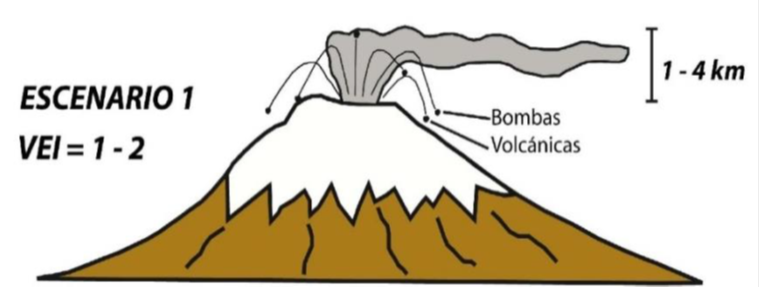 ESCENARIO 1
VEI = 1 - 2
1 - 4 km
Bombas
Volcánicas